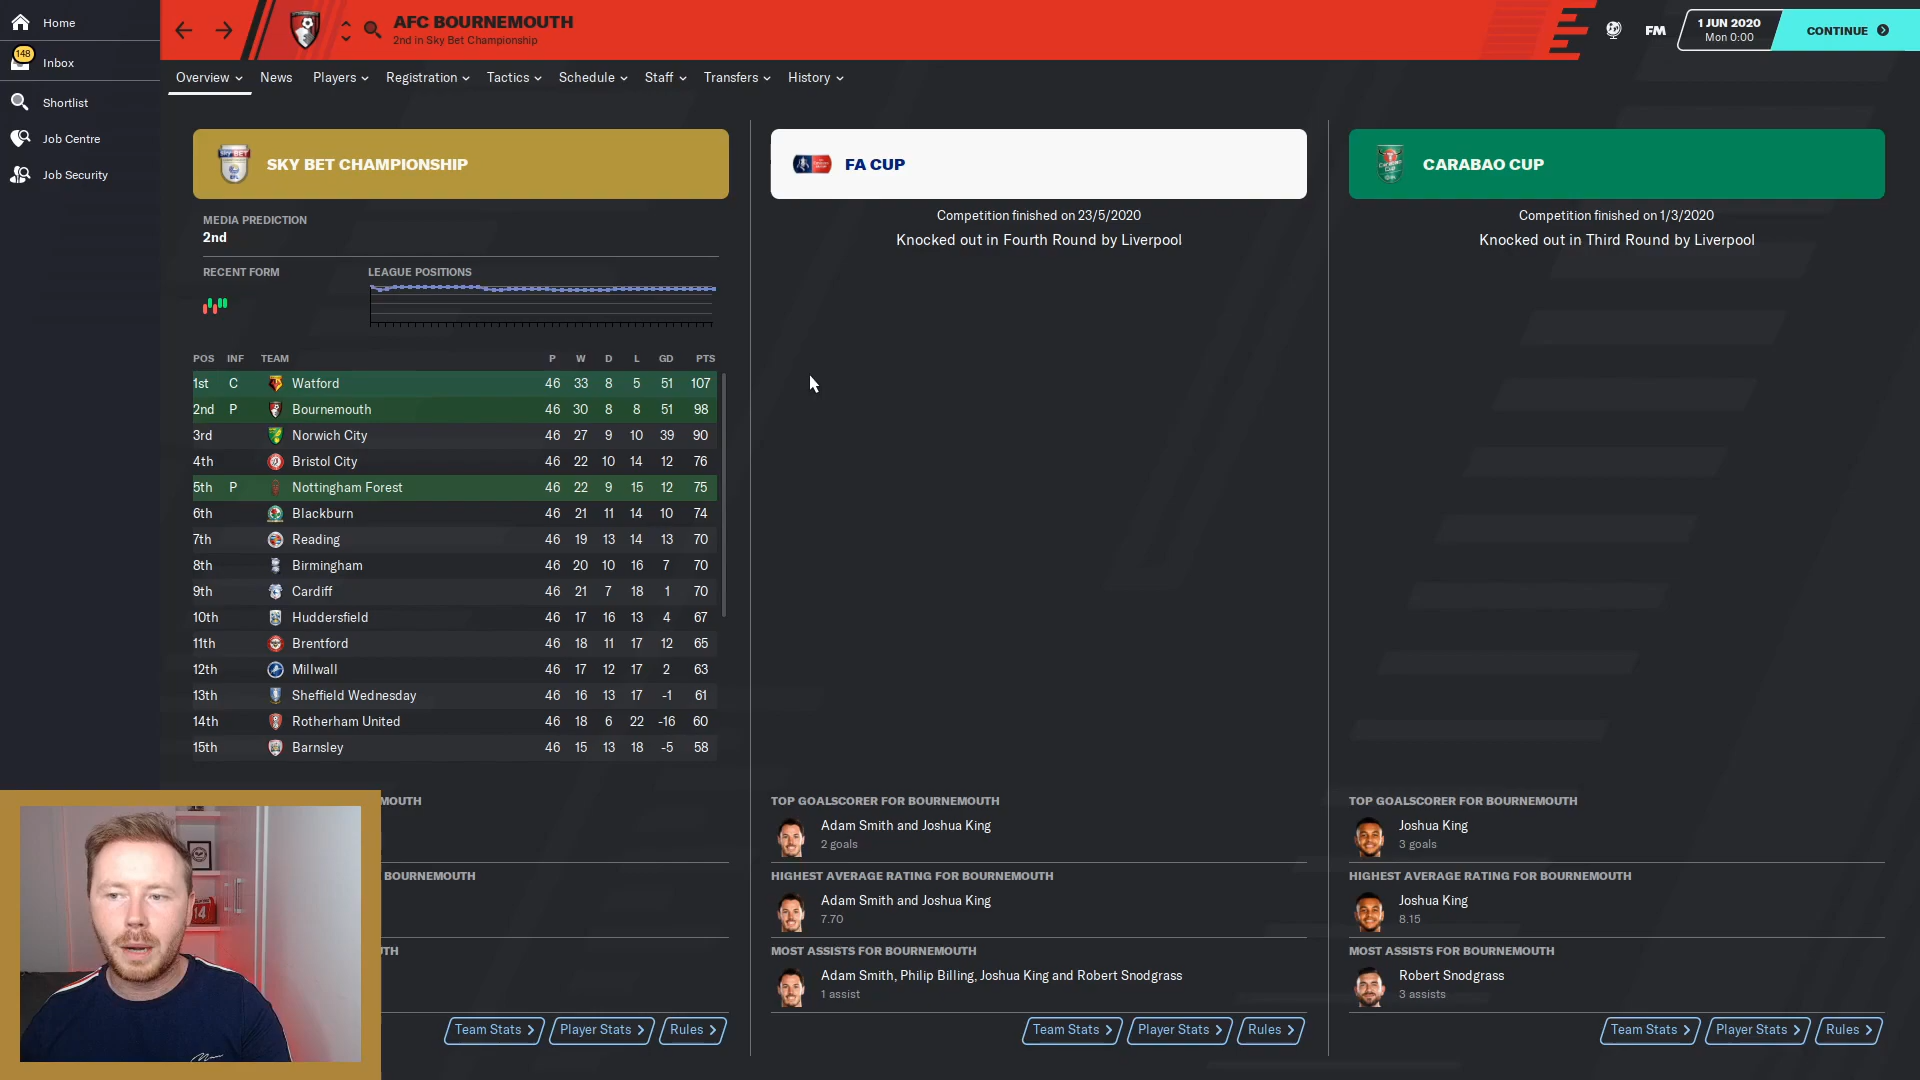 Home
148
Inbox
Shortlist
Job Centre
Job Security
AFC BOURNEMOUTH
2nd in Sky Bet Championship
FM
1 JUN 2020
Mon 0:00
CONTINUE
Overview
News
Players
Registration
Tactics
Schedule
Staff
Transfers
History
SKY BET CHAMPIONSHIP
MEDIA PREDICTION
2nd
RECENT FORM
LEAGUE POSITIONS
POS INF TEAM P W D L GD PTS
1st C Watford 46 33 8 5 51 107
2nd P Bournemouth 46 30 8 8 51 98
3rd Norwich City 46 27 9 10 39 90
4th Bristol City 46 22 10 14 12 76
5th P Nottingham Forest 46 22 9 15 12 75
6th Blackburn 46 21 11 14 10 74
7th Reading 46 19 13 14 13 70
8th Birmingham 46 20 10 16 7 70
9th Cardiff 46 21 7 18 1 70
10th Huddersfield 46 17 16 13 4 67
11th Brentford 46 18 11 17 12 65
12th Millwall 46 17 12 17 2 63
13th Sheffield Wednesday 46 16 13 17 -1 61
14th Rotherham United 46 18 6 22 -16 60
15th Barnsley 46 15 13 18 -5 58
MOUTH
BOURNEMOUTH
UTH
Team Stats
Player Stats
Rules
FA CUP
Competition finished on 23/5/2020
Knocked out in Fourth Round by Liverpool
TOP GOALSCORER FOR BOURNEMOUTH
Adam Smith and Joshua King
2 goals
HIGHEST AVERAGE RATING FOR BOURNEMOUTH
Adam Smith and Joshua King
7.70
MOST ASSISTS FOR BOURNEMOUTH
Adam Smith, Philip Billing, Joshua King and Robert Snodgrass
1 assist
Team Stats
Player Stats
Rules
CARABAO CUP
Competition finished on 1/3/2020
Knocked out in Third Round by Liverpool
TOP GOALSCORER FOR BOURNEMOUTH
Joshua King
3 goals
HIGHEST AVERAGE RATING FOR BOURNEMOUTH
Joshua King
8.15
MOST ASSISTS FOR BOURNEMOUTH
Robert Snodgrass
3 assists
Team Stats
Player Stats
Rules
14